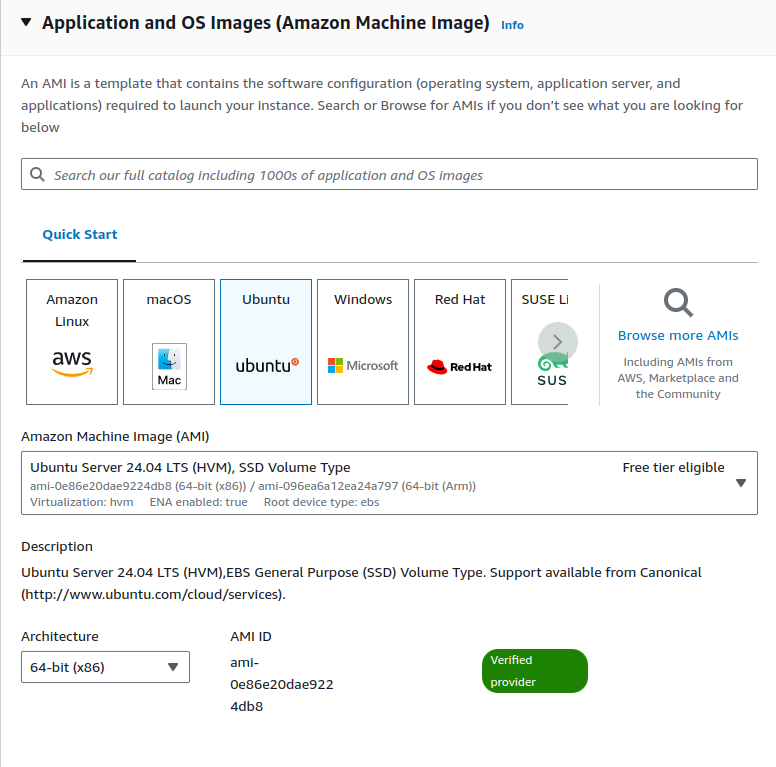 Application and OS Images (Amazon Machine Image) Info
An AMI is a template that contains the software configuration (operating system, application server, and
applications) required to launch your instance. Search or Browse for AMIs if you don’t see what you are looking for
below
Search our full catalog including 1000s of application and OS images
Quick Start
Amazon
Linux
aws
macOS
Mac
Ubuntu
ubuntu
Windows
Microsoft
Red Hat
Red Hat
SUSE Li
SUS
Browse more AMIs
Including AMIs from
AWS, Marketplace and
the Community
Amazon Machine Image (AMI)
Ubuntu Server 24.04 LTS (HVM), SSD Volume Type Free tier eligible
ami-0e86e20dae9224db8 (64-bit (x86)) / ami-096ea6a12ea24a797 (64-bit (Arm))
Virtualization: hvm ENA enabled: true Root device type: ebs
Description
Ubuntu Server 24.04 LTS (HVM),EBS General Purpose (SSD) Volume Type. Support available from Canonical
(http://www.ubuntu.com/cloud/services).
Architecture
64-bit (x86)
AMI ID
ami-
0e86e20dae922
4db8
Verified
provider